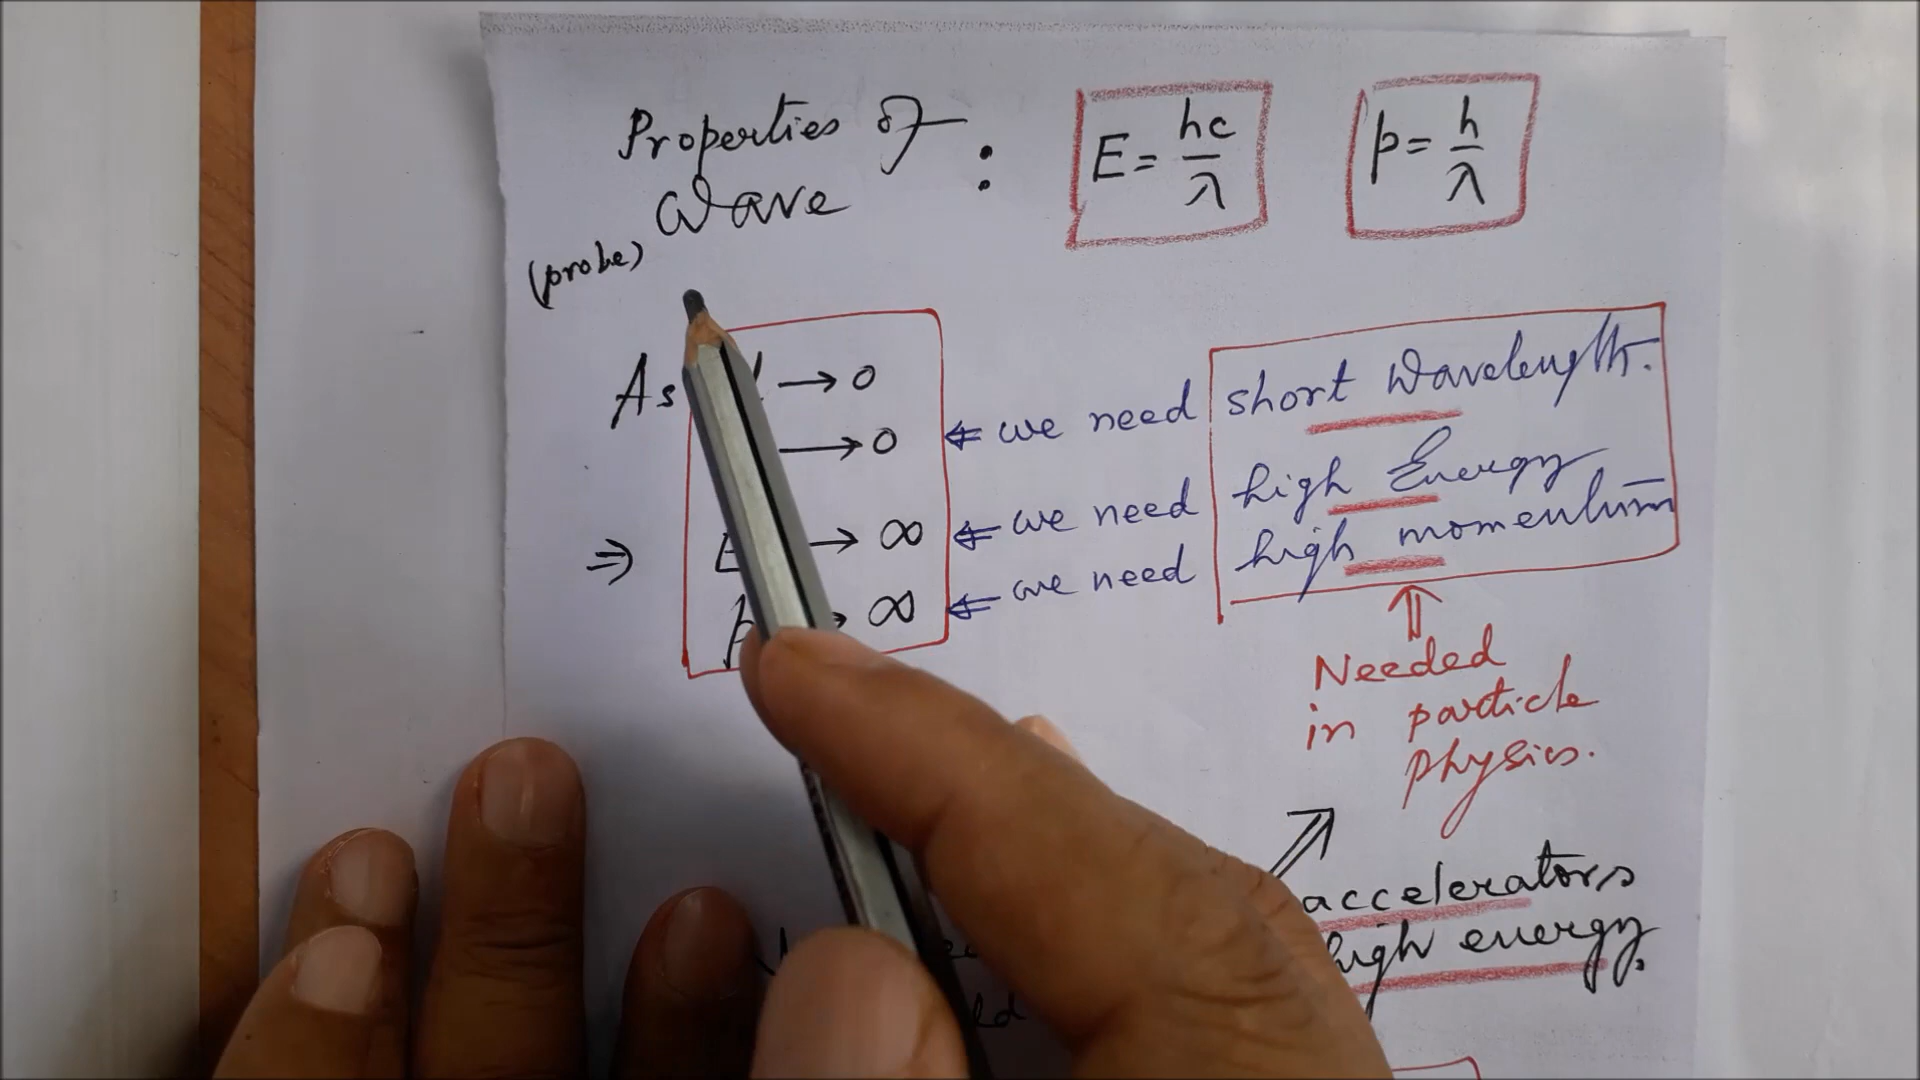 Properties of
Wave :
(probe)
E = hc/λ
p = h/λ
As → 0
→ 0 ⇐ we need short Wavelength.
⇒ E → ∞ ⇐ we need high Energy
p → ∞ ⇐ we need high momentum
⇑
Needed
in particle
physics.
accelerators
high energy.